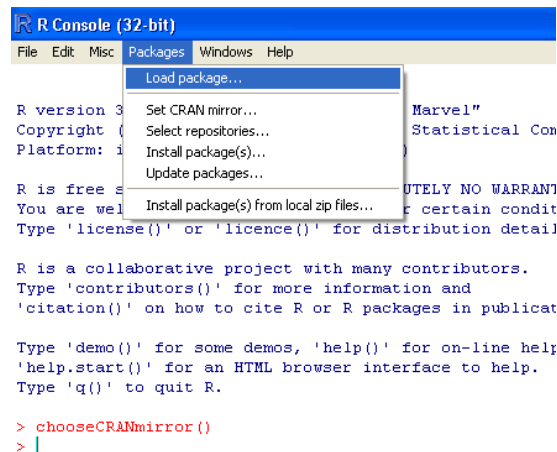 R Console (32-bit)
File Edit Misc Packages Windows Help
Load package...
Set CRAN mirror...
Select repositories...
Install package(s)...
Update packages...
Install package(s) from local zip files...
R version 3 Marvel"
Copyright ( Statistical Com
Platform: i )
R is free s UTELY NO WARRANT
You are wel r certain condit
Type 'license()' or 'licence()' for distribution detail
R is a collaborative project with many contributors.
Type 'contributors()' for more information and
'citation()' on how to cite R or R packages in publicat
Type 'demo()' for some demos, 'help()' for on-line help
'help.start()' for an HTML browser interface to help.
Type 'q()' to quit R.
> chooseCRANmirror()
>